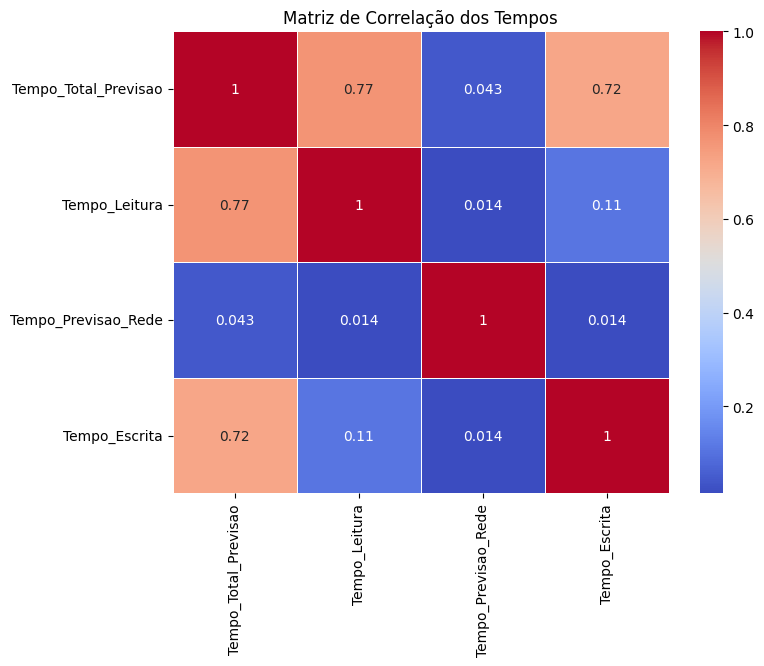 Matriz de Correlação dos Tempos
Tempo_Total_Previsao
1
0.77
0.043
0.72
Tempo_Leitura
0.77
1
0.014
0.11
Tempo_Previsao_Rede
0.043
0.014
1
0.014
Tempo_Escrita
0.72
0.11
0.014
1
Tempo_Total_Previsao
Tempo_Leitura
Tempo_Previsao_Rede
Tempo_Escrita
1.0
0.8
0.6
0.4
0.2